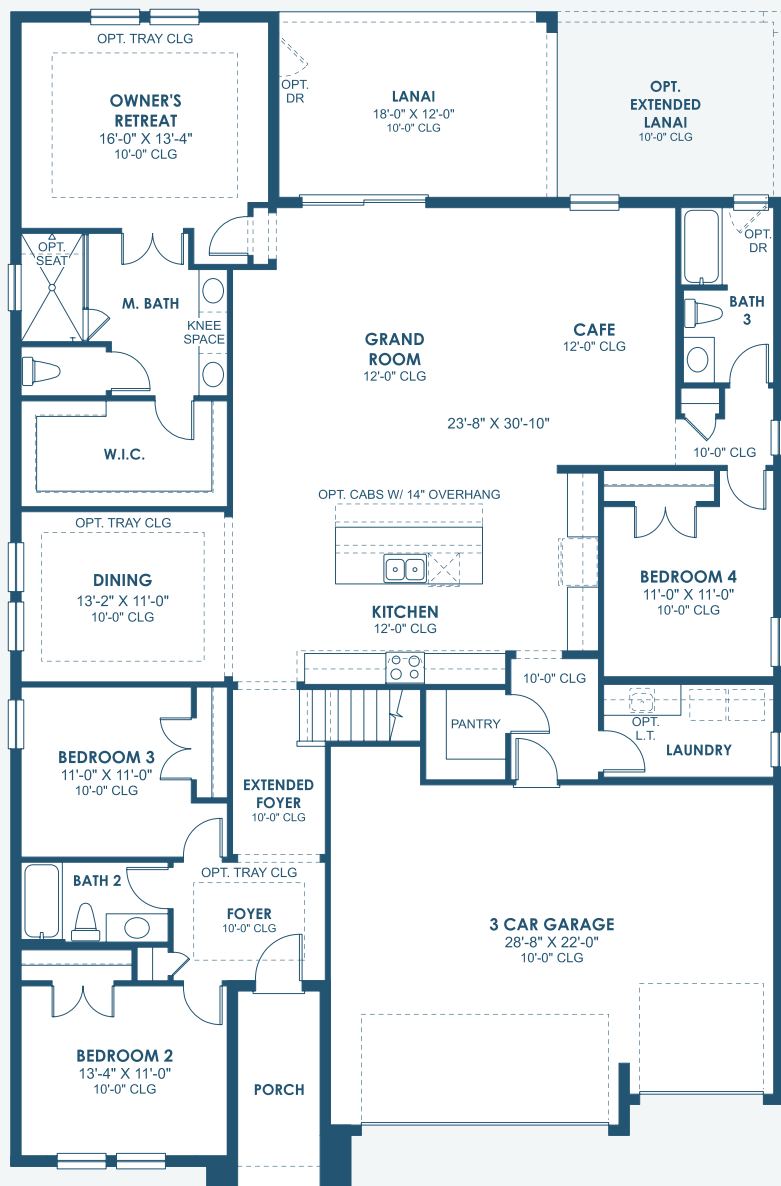 OPT. TRAY CLG
OWNER'S
RETREAT
16'-0" X 13'-4"
10'-0" CLG
OPT.
DR
LANAI
18'-0" X 12'-0"
10'-0" CLG
OPT.
EXTENDED
LANAI
10'-0" CLG
OPT.
SEAT
M. BATH
KNEE
SPACE
GRAND
ROOM
12'-0" CLG
CAFE
12'-0" CLG
OPT.
DR
BATH
3
23'-8" X 30'-10"
10'-0" CLG
W.I.C.
OPT. CABS W/ 14" OVERHANG
OPT. TRAY CLG
DINING
13'-2" X 11'-0"
10'-0" CLG
KITCHEN
12'-0" CLG
BEDROOM 4
11'-0" X 11'-0"
10'-0" CLG
10'-0" CLG
PANTRY
OPT.
L.T.
LAUNDRY
BEDROOM 3
11'-0" X 11'-0"
10'-0" CLG
EXTENDED
FOYER
10'-0" CLG
BATH 2
OPT. TRAY CLG
FOYER
10'-0" CLG
3 CAR GARAGE
28'-8" X 22'-0"
10'-0" CLG
BEDROOM 2
13'-4" X 11'-0"
10'-0" CLG
PORCH